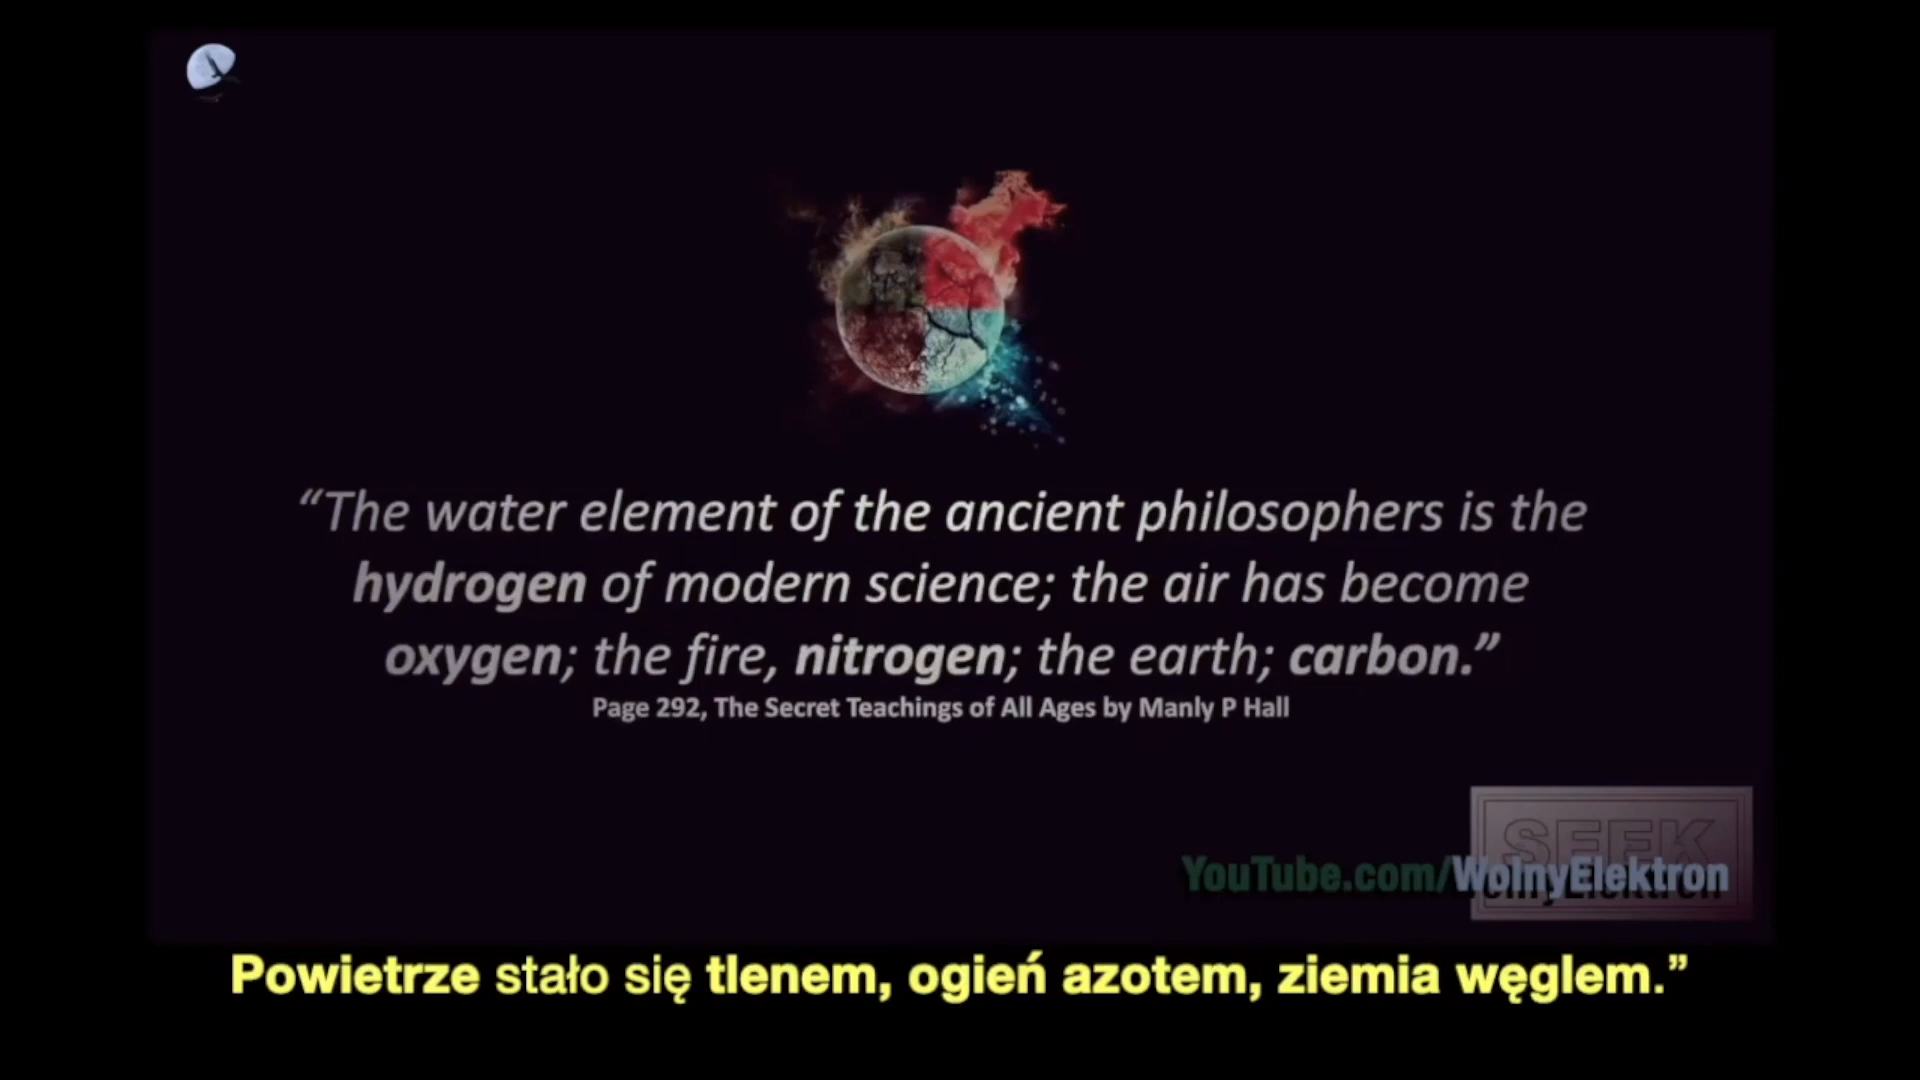 “The water element of the ancient philosophers is the
hydrogen of modern science; the air has become
oxygen; the fire, nitrogen; the earth; carbon.”
Page 292, The Secret Teachings of All Ages by Manly P Hall
SEEK
YouTube.com/WolnyElektron
Powietrze stało się tlenem, ogień azotem, ziemia węglem.”